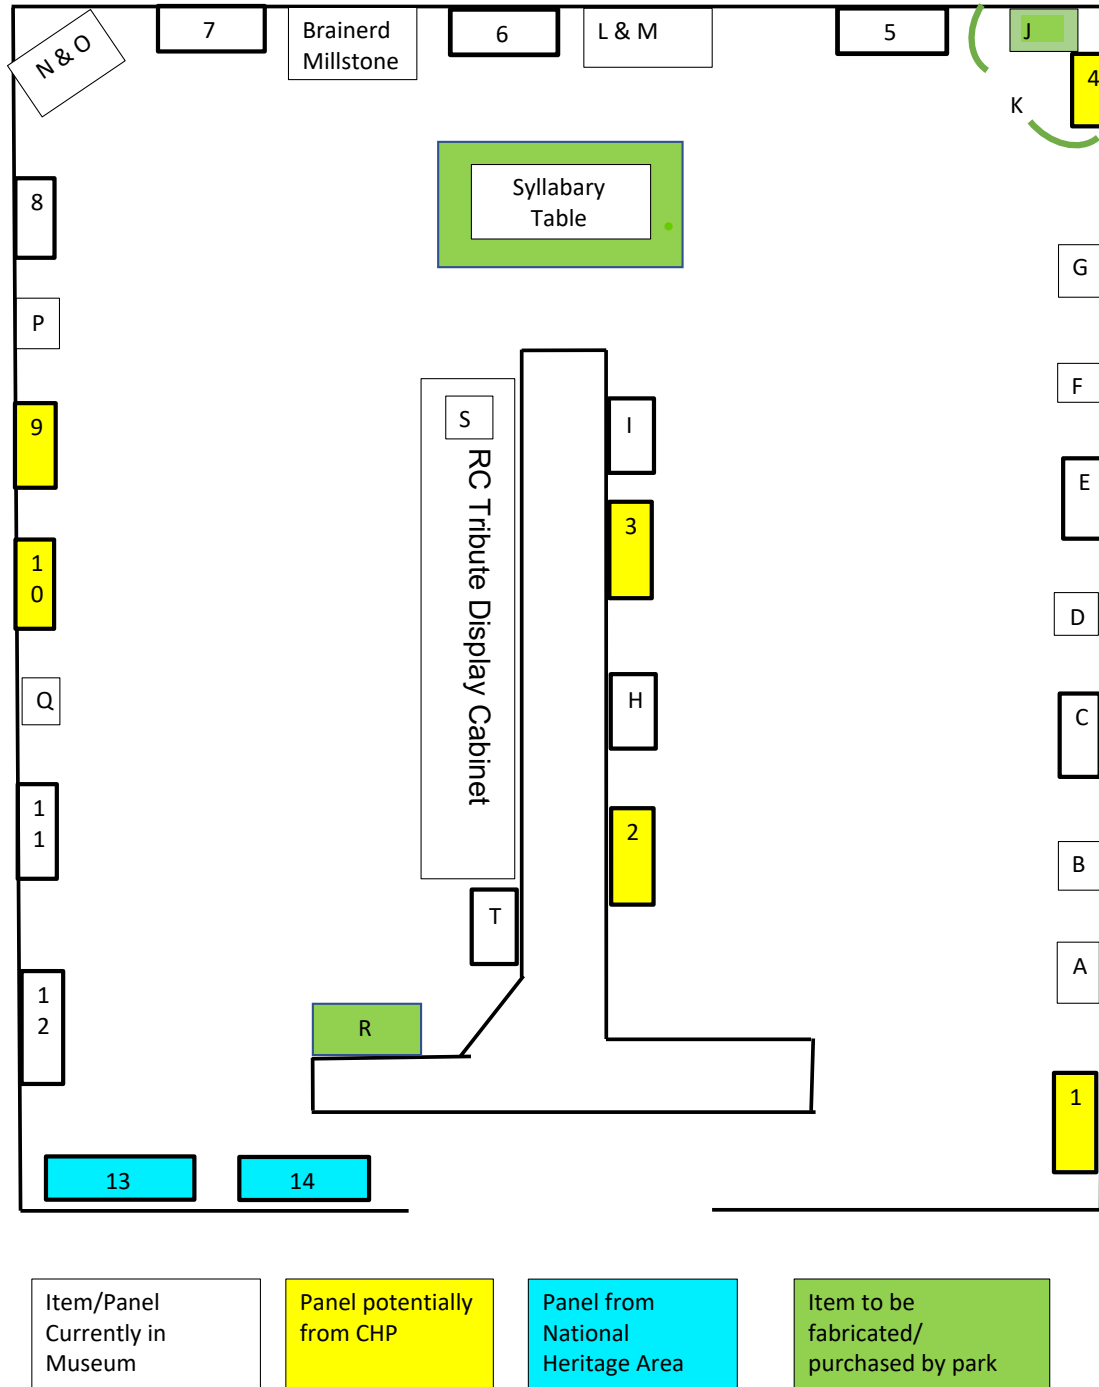 N & O
7
Brainerd
Millstone
6
L & M
5
J
4
K
Syllabary
Table
8
G
P
F
S
I
9
RC Tribute Display Cabinet
E
3
1
0
D
Q
H
C
1
1
2
B
T
A
1
2
R
1
13
14
Item/Panel
Currently in
Museum
Panel potentially
from CHP
Panel from
National
Heritage Area
Item to be
fabricated/
purchased by park